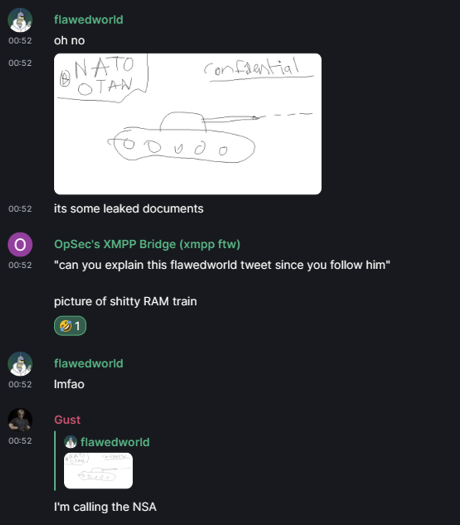 flawedworld
00:52 oh no
00:52
NATO
OTAN
confidential
00:52 its some leaked documents
O OpSec's XMPP Bridge (xmpp ftw)
00:52 "can you explain this flawedworld tweet since you follow him"
picture of shitty RAM train
🤣 1
flawedworld
00:52 lmfao
Gust
00:52 flawedworld
I'm calling the NSA